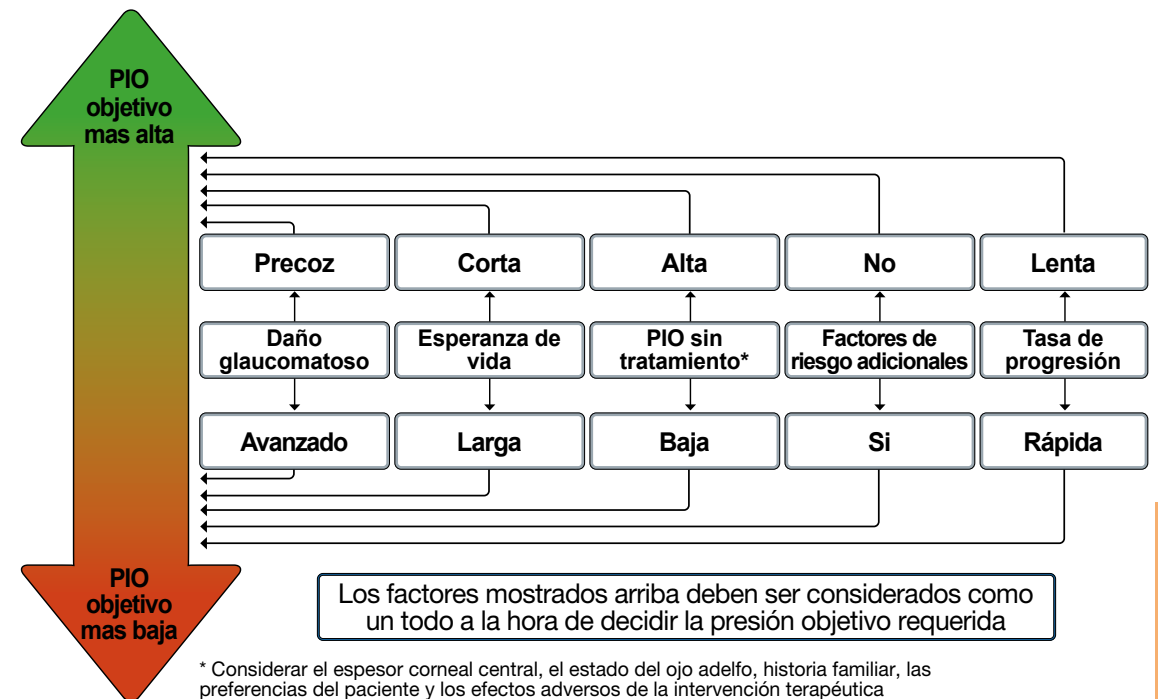 PIO
objetivo
mas alta
Precoz
Corta
Alta
No
Lenta
Daño
glaucomatoso
Esperanza de
vida
PIO sin
tratamiento*
Factores de
riesgo adicionales
Tasa de
progresión
Avanzado
Larga
Baja
Si
Rápida
PIO
objetivo
mas baja
Los factores mostrados arriba deben ser considerados como
un todo a la hora de decidir la presión objetivo requerida
* Considerar el espesor corneal central, el estado del ojo adelfo, historia familiar, las
preferencias del paciente y los efectos adversos de la intervención terapéutica